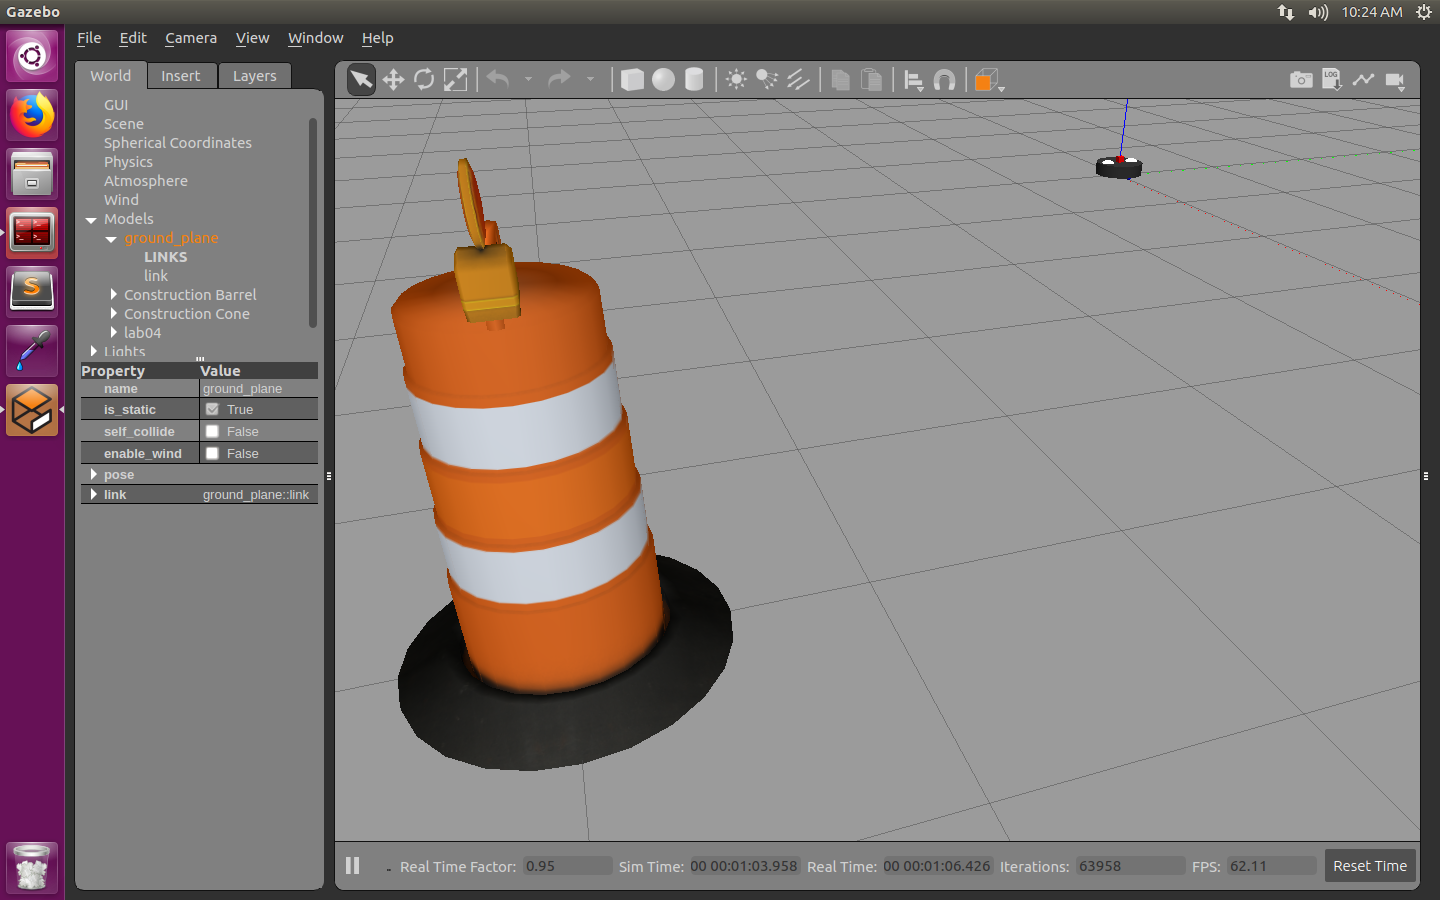 Gazebo
10:24 AM
File Edit Camera View Window Help
World Insert Layers
LOG
GUI
Scene
Spherical Coordinates
Physics
Atmosphere
Wind
Models
ground_plane
LINKS
link
Construction Barrel
Construction Cone
lab04
Lights
Property Value
name ground_plane
is_static True
self_collide False
enable_wind False
pose
link ground_plane::link
Real Time Factor: 0.95 Sim Time: 00 00:01:03.958 Real Time: 00 00:01:06.426 Iterations: 63958 FPS: 62.11 Reset Time